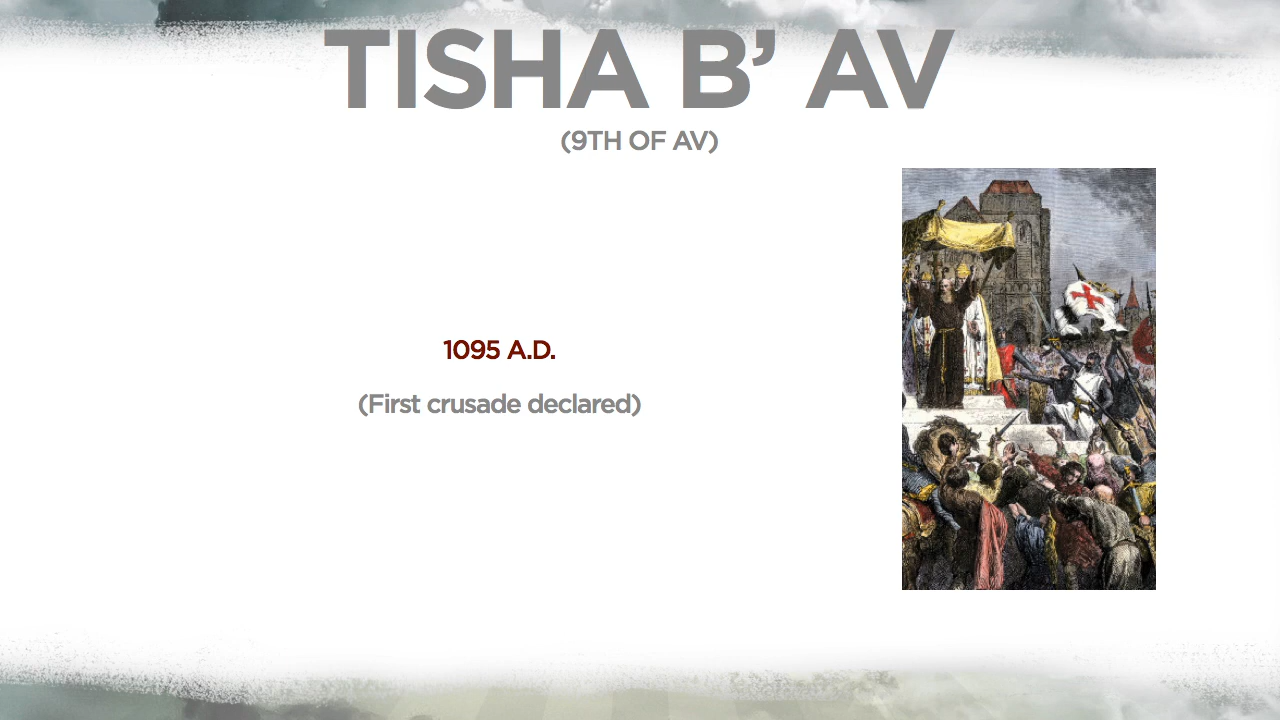 TISHA B’ AV
(9TH OF AV)
1095 A.D.
(First crusade declared)